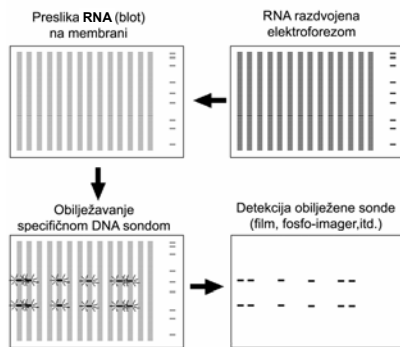 Preslika RNA (blot)
na membrani
RNA razdvojena
elektroforezom
Obilježavanje
specifičnom DNA sondom
Detekcija obilježene sonde
(film, fosfo-imager,itd.)